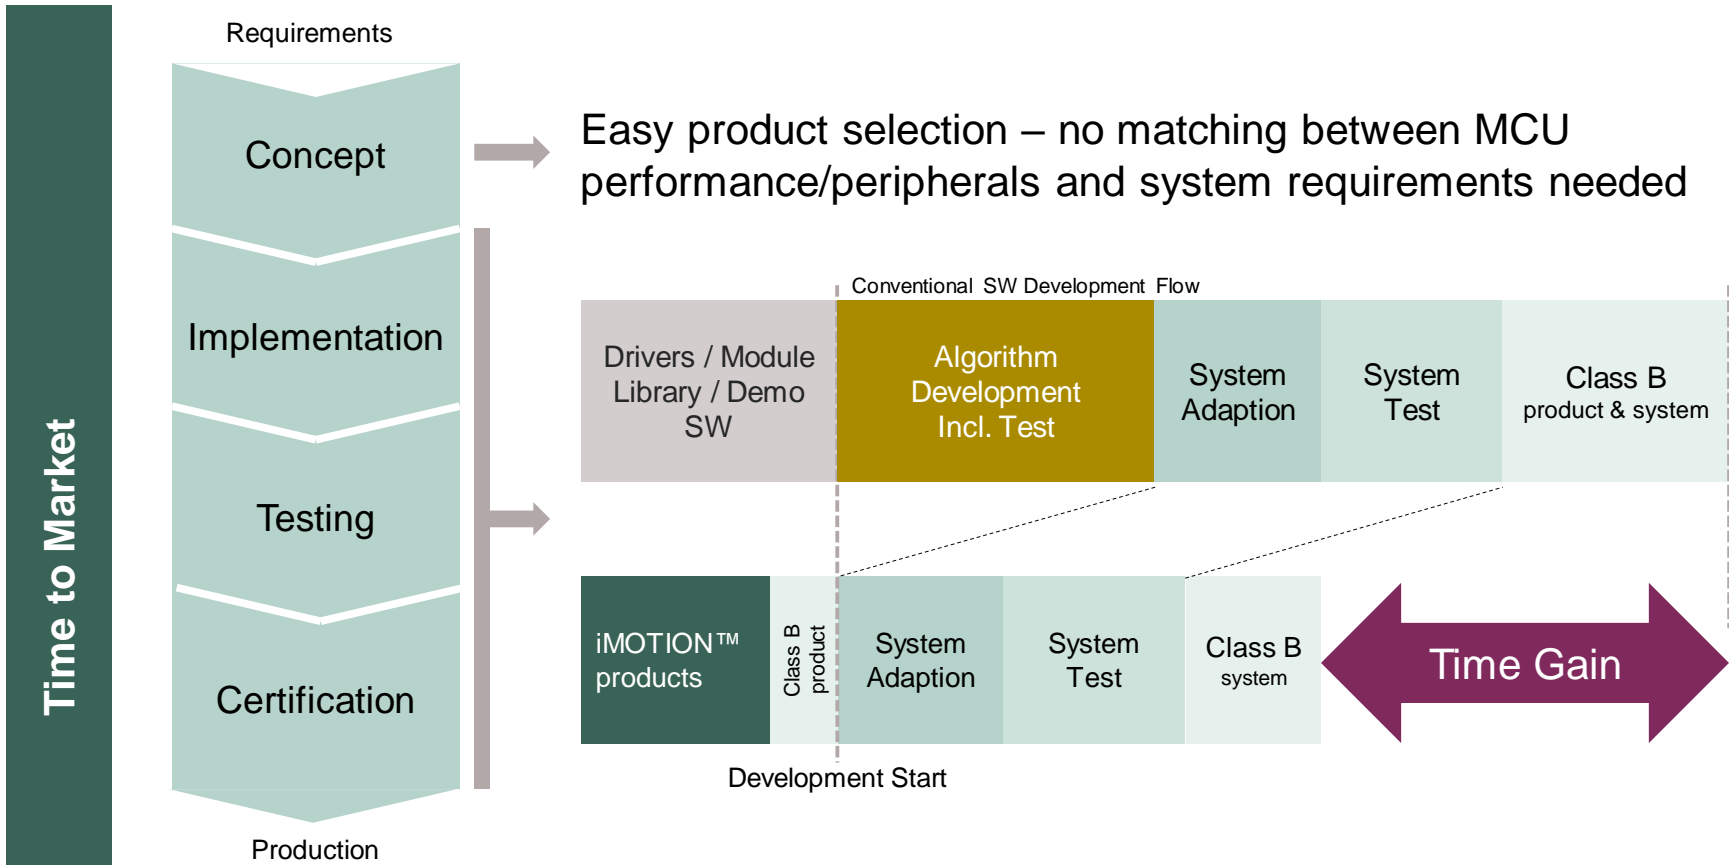 Time to Market
Requirements
Concept
Implementation
Testing
Certification
Production
Easy product selection – no matching between MCU
performance/peripherals and system requirements needed
Conventional SW Development Flow
Drivers / Module
Library / Demo
SW
Algorithm
Development
Incl. Test
System
Adaption
System
Test
Class B
product & system
iMOTION™
products
Class B
product
System
Adaption
System
Test
Class B
system
Time Gain
Development Start